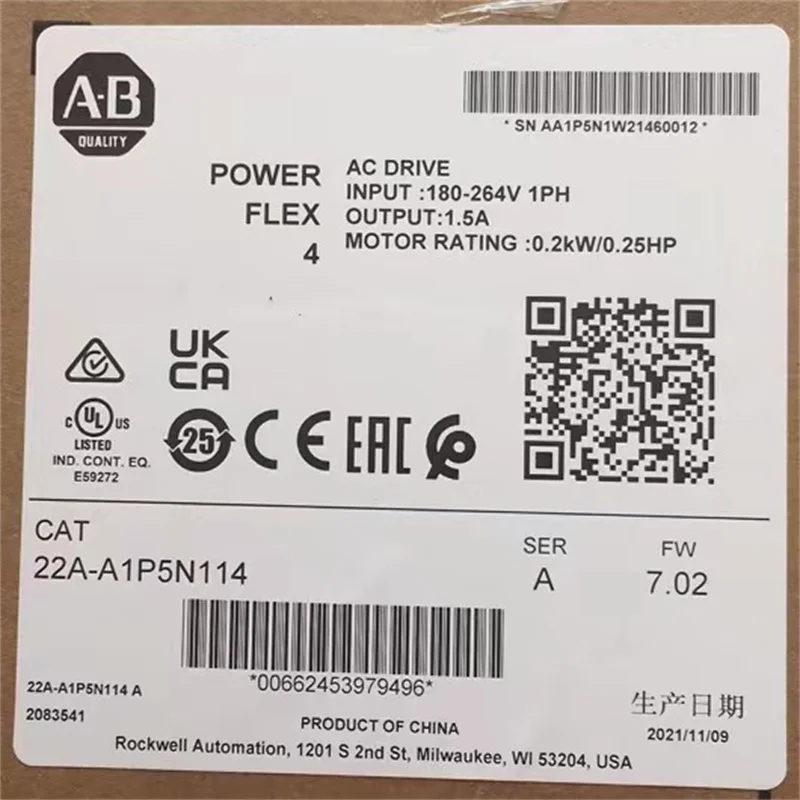 A-B
QUALITY
* SN AA1P5N1W21460012 *
POWER
FLEX
4
AC DRIVE
INPUT :180-264V 1PH
OUTPUT:1.5A
MOTOR RATING :0.2kW/0.25HP
UK
CA
C UL US
LISTED
IND. CONT. EQ.
E59272
25
CE
EAC
CAT
22A-A1P5N114
SER
A
FW
7.02
*00662453979496*
22A-A1P5N114 A
2083541
生产日期
2021/11/09
PRODUCT OF CHINA
Rockwell Automation, 1201 S 2nd St, Milwaukee, WI 53204, USA